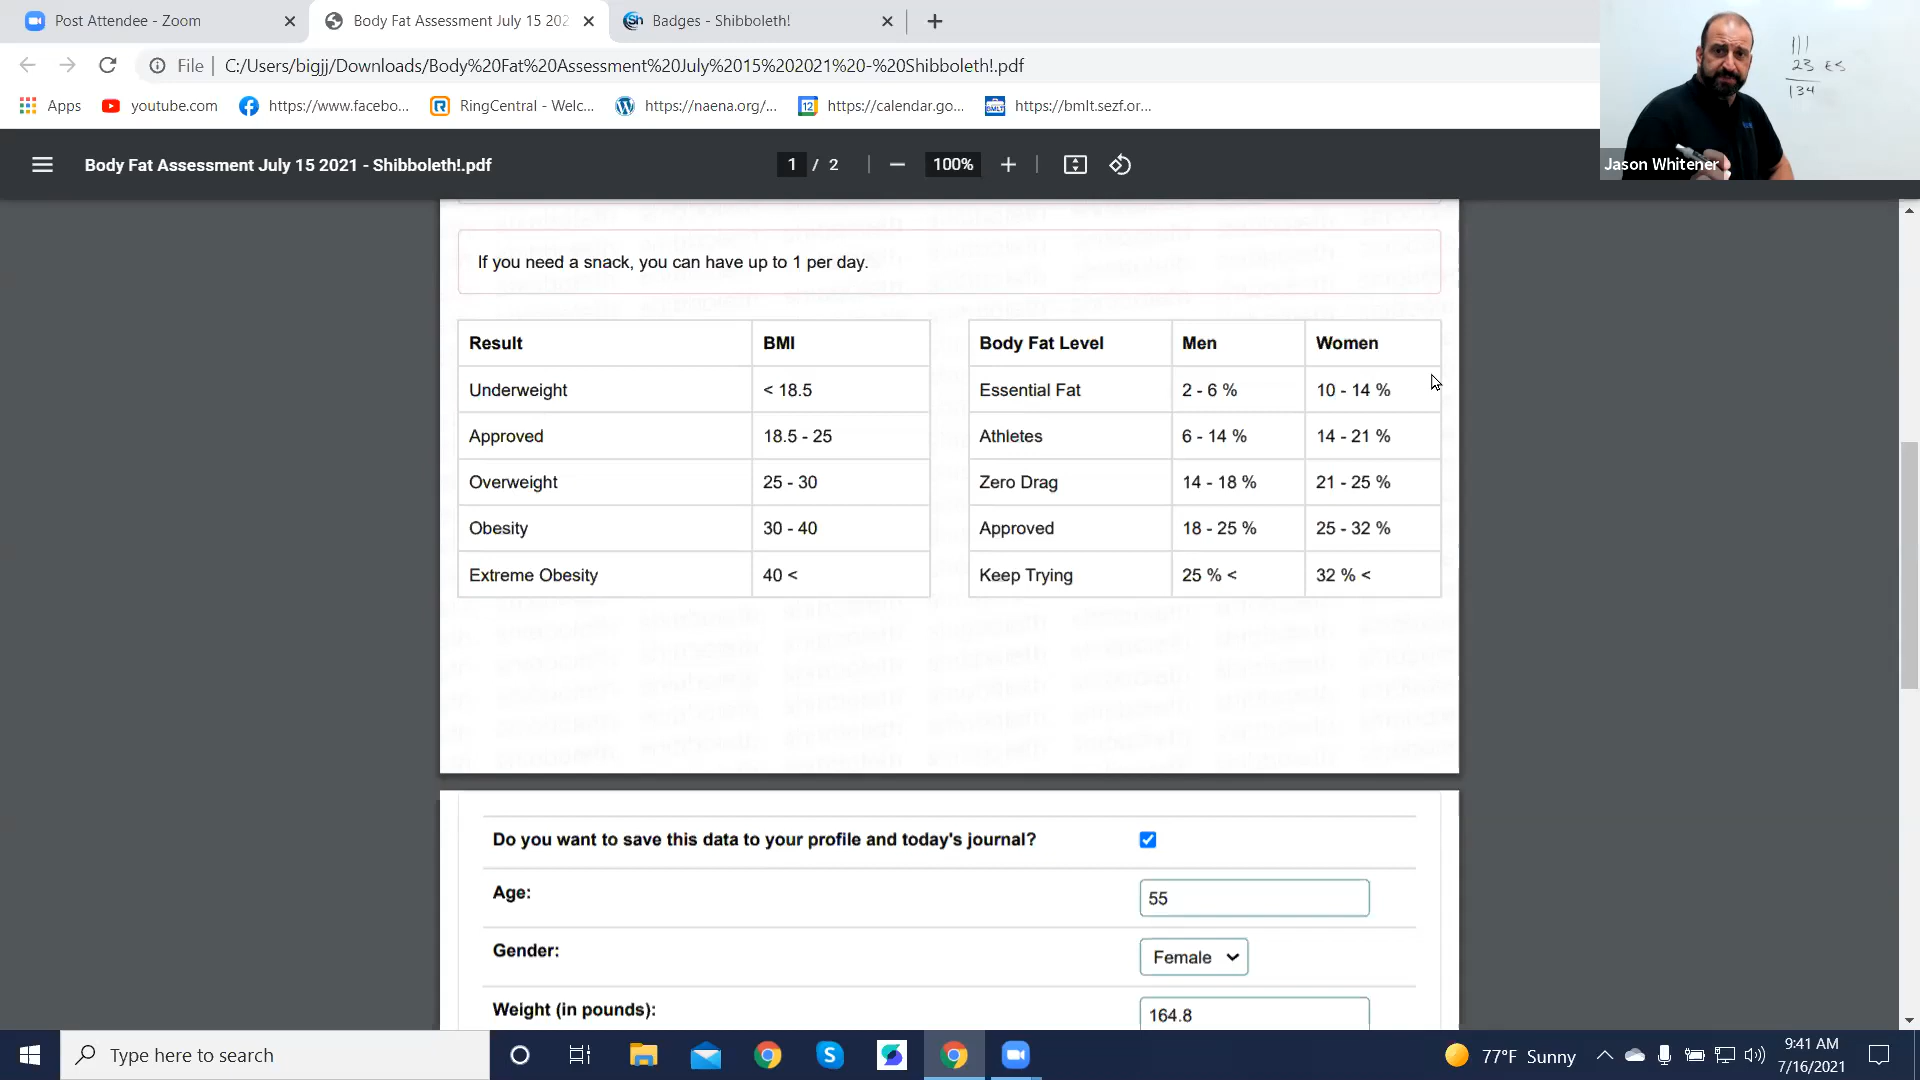 Post Attendee - Zoom
Body Fat Assessment July 15 202
Sh
Badges - Shibboleth!
File
C:/Users/bigjj/Downloads/Body%20Fat%20Assessment%20July%2015%202021%20-%20Shibboleth!.pdf
Apps
youtube.com
https://www.facebo...
RingCentral - Welc...
https://naena.org/...
12
https://calendar.go...
BMLT
https://bmlt.sezf.or...
Body Fat Assessment July 15 2021 - Shibboleth!.pdf
1 / 2
100%
111
23 ES
134
Jason Whitener
If you need a snack, you can have up to 1 per day.
Result BMI
Underweight < 18.5
Approved 18.5 - 25
Overweight 25 - 30
Obesity 30 - 40
Extreme Obesity 40 <
Body Fat Level Men Women
Essential Fat 2 - 6 % 10 - 14 %
Athletes 6 - 14 % 14 - 21 %
Zero Drag 14 - 18 % 21 - 25 %
Approved 18 - 25 % 25 - 32 %
Keep Trying 25 % < 32 % <
Do you want to save this data to your profile and today's journal?
Age: 55
Gender: Female
Weight (in pounds): 164.8
Type here to search
77°F Sunny
9:41 AM
7/16/2021